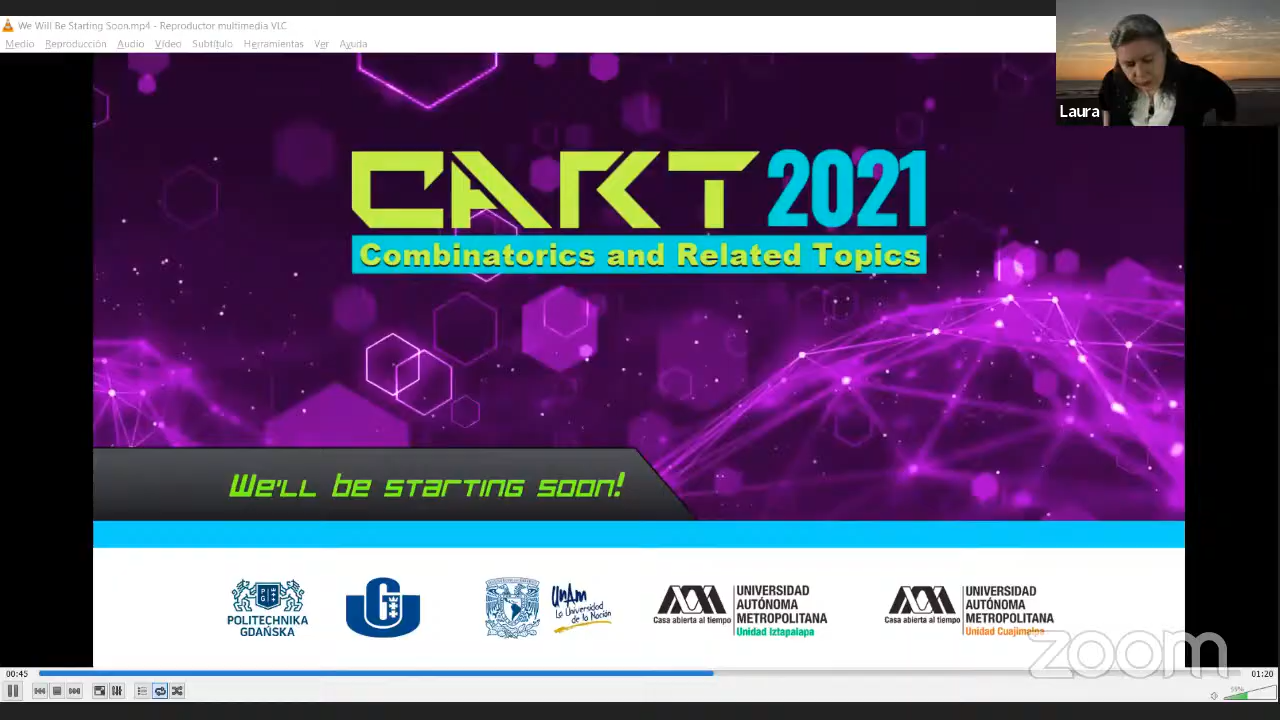 We Will Be Starting Soon.mp4 - Reproductor multimedia VLC
Medio Reproducción Audio Vídeo Subtítulo Herramientas Ver Ayuda
Laura
CART 2021
Combinatorics and Related Topics
We'll be starting soon!
PG
POLITECHNIKA
GDAŃSKA
UG
UNAM
La Universidad
de la Nación
Casa abierta al tiempo
UNIVERSIDAD
AUTÓNOMA
METROPOLITANA
Unidad Iztapalapa
Casa abierta al tiempo
UNIVERSIDAD
AUTÓNOMA
METROPOLITANA
Unidad Cuajimalpa
zoom
00:45
01:20